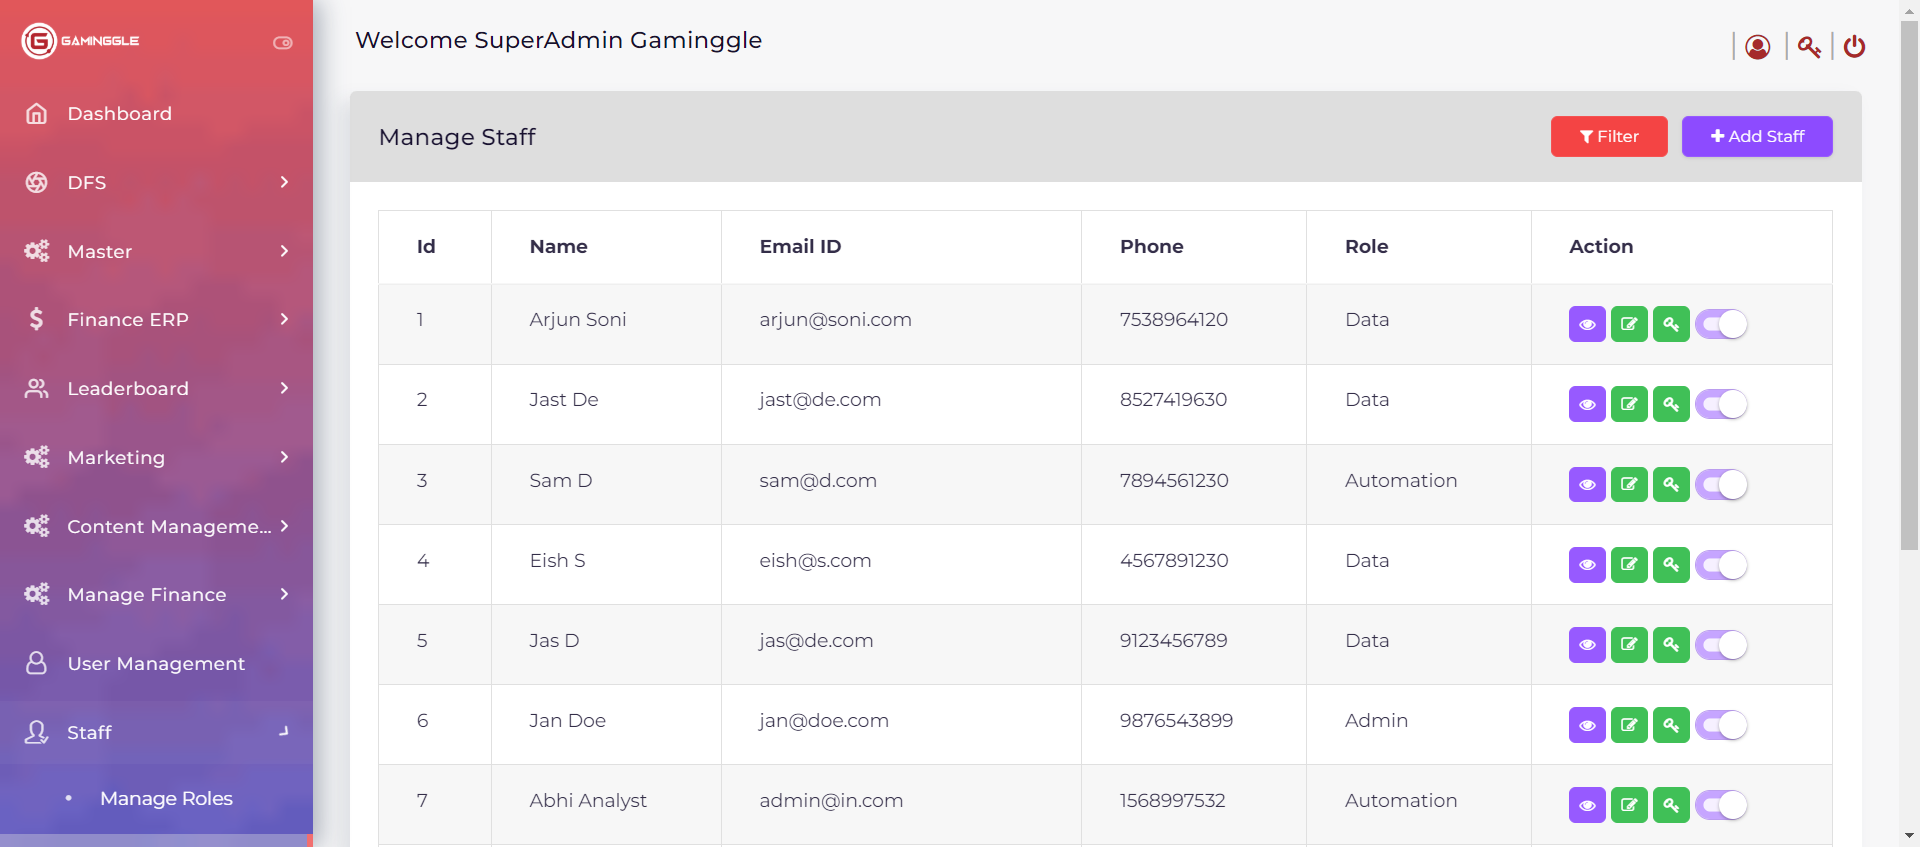 GAMINGGLE
Welcome SuperAdmin Gaminggle
Dashboard
DFS
Master
Finance ERP
Leaderboard
Marketing
Content Manageme...
Manage Finance
User Management
Staff
Manage Roles
Manage Staff
Filter
Add Staff
Id Name Email ID Phone Role Action
1 Arjun Soni arjun@soni.com 7538964120 Data
2 Jast De jast@de.com 8527419630 Data
3 Sam D sam@d.com 7894561230 Automation
4 Eish S eish@s.com 4567891230 Data
5 Jas D jas@de.com 9123456789 Data
6 Jan Doe jan@doe.com 9876543899 Admin
7 Abhi Analyst admin@in.com 1568997532 Automation